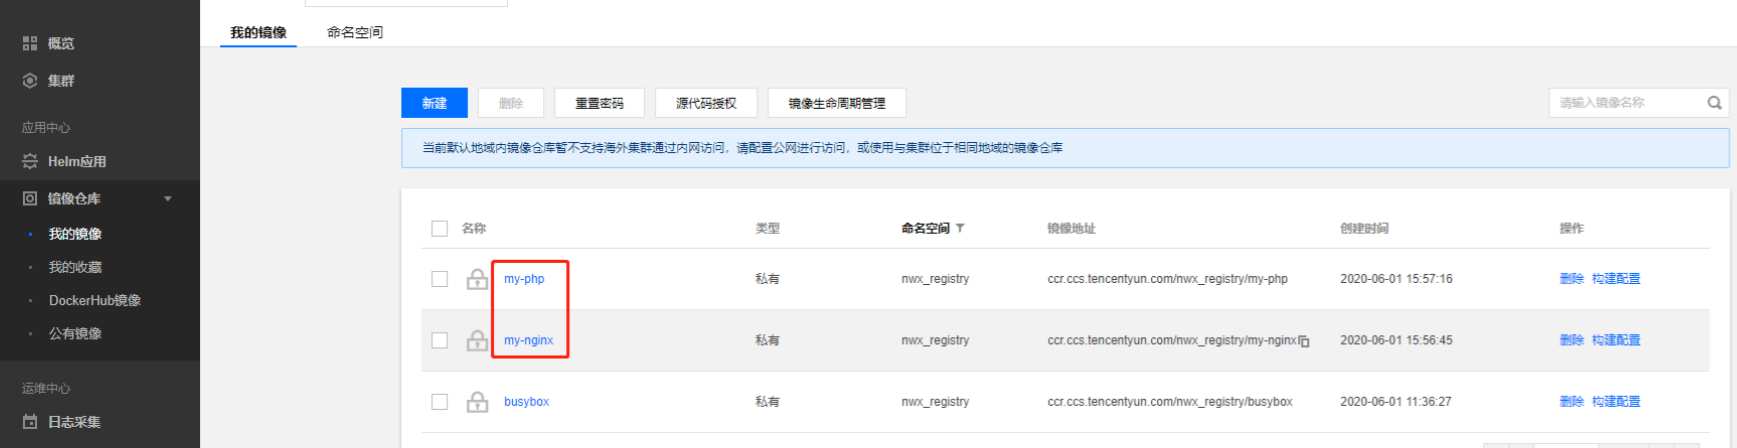 我的镜像 命名空间
概览
集群
应用中心
Helm应用
镜像仓库
我的镜像
我的收藏
DockerHub镜像
公有镜像
运维中心
日志采集
新建 删除 重置密码 源代码授权 镜像生命周期管理 请输入镜像名称
当前默认地域内镜像仓库暂不支持海外集群通过内网访问，请配置公网进行访问，或使用与集群位于相同地域的镜像仓库
名称 类型 命名空间 镜像地址 创建时间 操作
my-php 私有 nwx_registry ccr.ccs.tencentyun.com/nwx_registry/my-php 2020-06-01 15:57:16 删除 构建配置
my-nginx 私有 nwx_registry ccr.ccs.tencentyun.com/nwx_registry/my-nginx 2020-06-01 15:56:45 删除 构建配置
busybox 私有 nwx_registry ccr.ccs.tencentyun.com/nwx_registry/busybox 2020-06-01 11:36:27 删除 构建配置